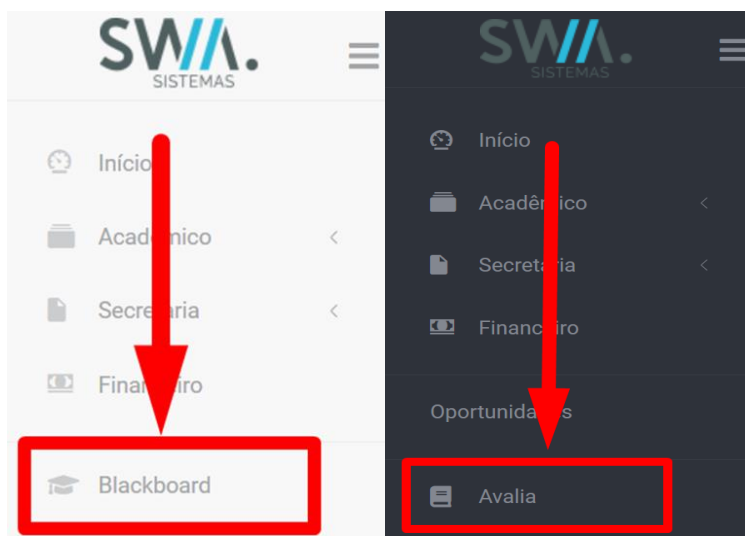 SWA.
SISTEMAS
Início
Acadêmico
Secretaria
Financeiro
Blackboard
SWA.
SISTEMAS
Início
Acadêmico
Secretaria
Financeiro
Oportunidades
Avalia